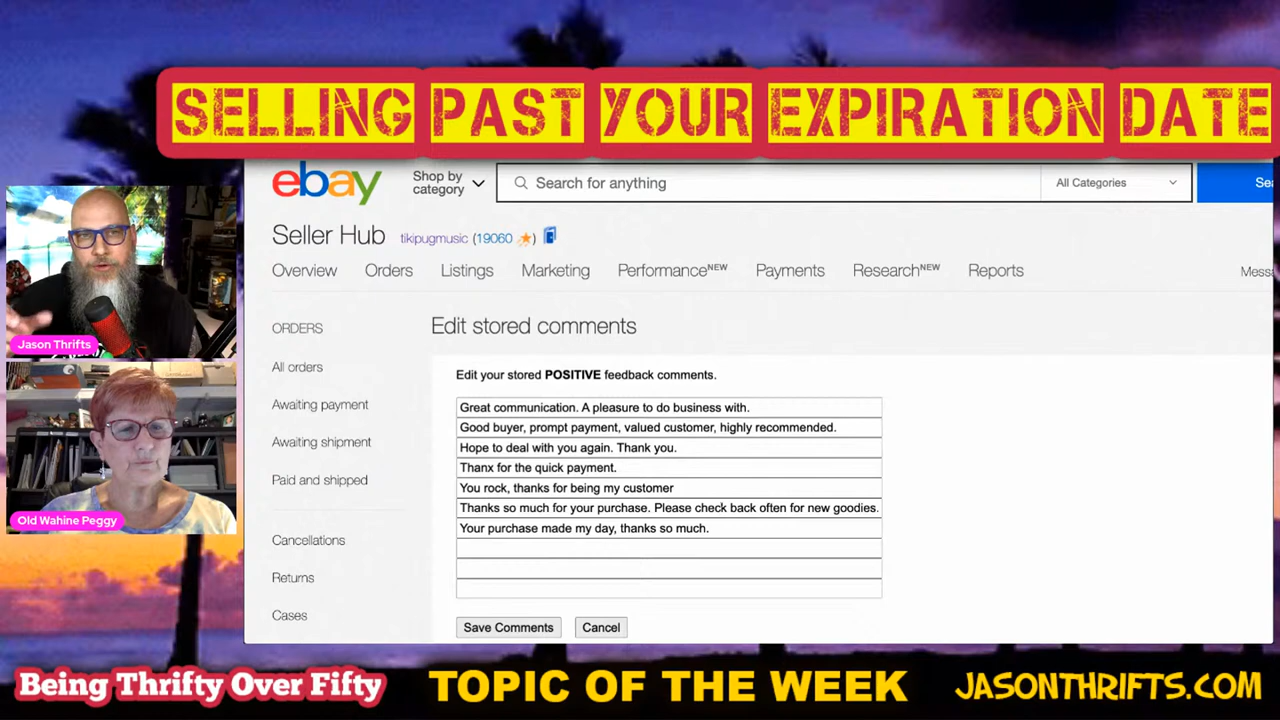 SELLING PAST YOUR EXPIRATION DATE
ebay
Shop by
category
Search for anything
All Categories
Sea
Seller Hub
tikipugmusic (19060
)
Overview
Orders
Listings
Marketing
Performance NEW
Payments
Research NEW
Reports
Messa
ORDERS
All orders
Awaiting payment
Awaiting shipment
Paid and shipped
Cancellations
Returns
Cases
Edit stored comments
Edit your stored POSITIVE feedback comments.
Great communication. A pleasure to do business with.
Good buyer, prompt payment, valued customer, highly recommended.
Hope to deal with you again. Thank you.
Thanx for the quick payment.
You rock, thanks for being my customer
Thanks so much for your purchase. Please check back often for new goodies.
Your purchase made my day, thanks so much.
Save Comments
Cancel
Jason Thrifts
Old Wahine Peggy
Being Thrifty Over Fifty
TOPIC OF THE WEEK
JASONTHRIFTS.COM